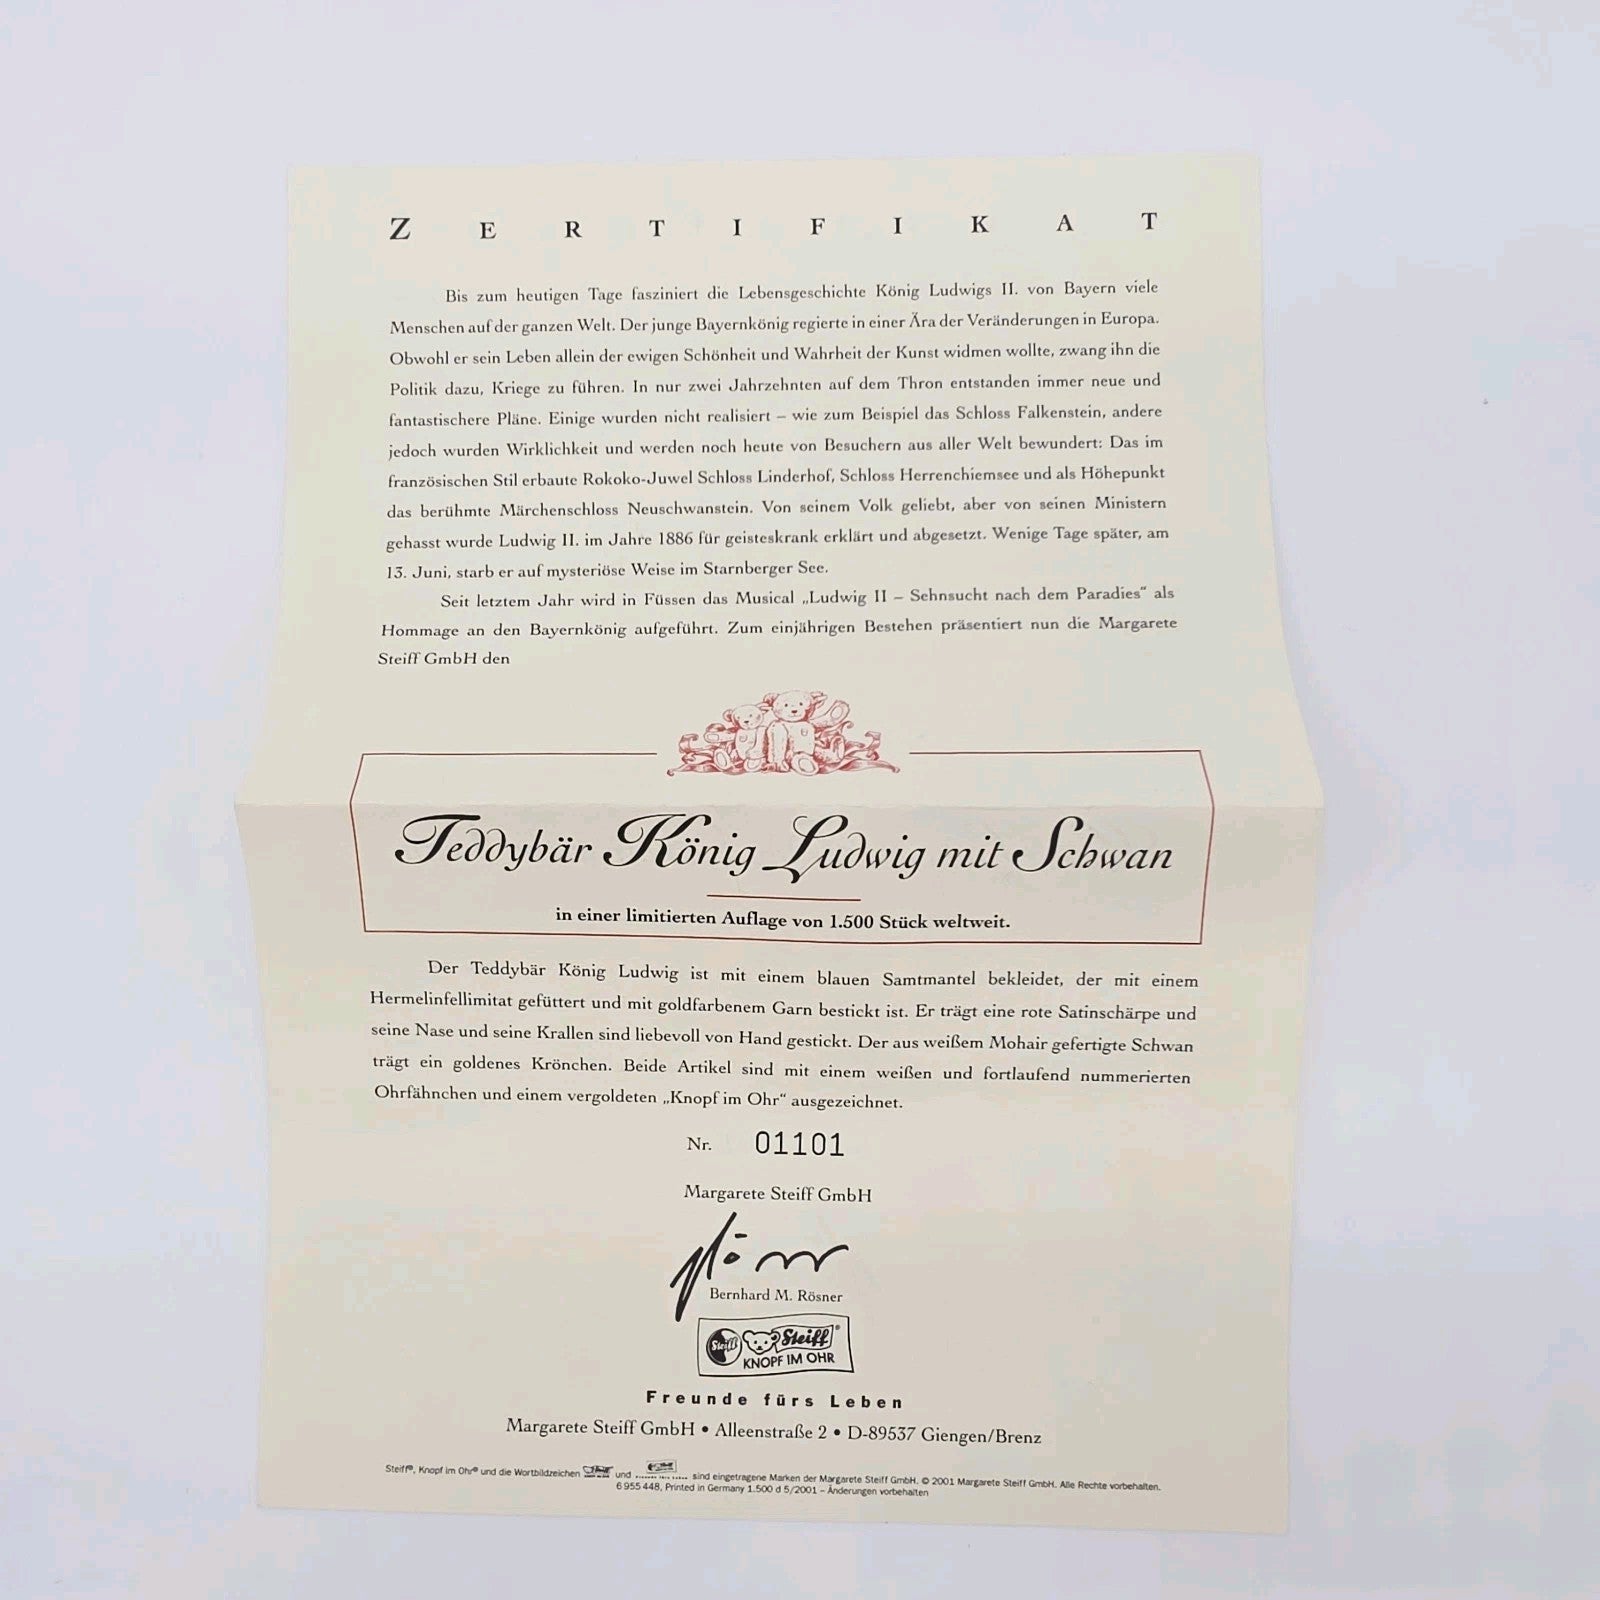 ZERTIFIKAT
Bis zum heutigen Tage fasziniert die Lebensgeschichte König Ludwigs II. von Bayern viele
Menschen auf der ganzen Welt. Der junge Bayernkönig regierte in einer Ära der Veränderungen in Europa.
Obwohl er sein Leben allein der ewigen Schönheit und Wahrheit der Kunst widmen wollte, zwang ihn die
Politik dazu, Kriege zu führen. In nur zwei Jahrzehnten auf dem Thron entstanden immer neue und
fantastischere Pläne. Einige wurden nicht realisiert – wie zum Beispiel das Schloss Falkenstein, andere
jedoch wurden Wirklichkeit und werden noch heute von Besuchern aus aller Welt bewundert: Das im
französischen Stil erbaute Rokoko-Juwel Schloss Linderhof, Schloss Herrenchiemsee und als Höhepunkt
das berühmte Märchenschloss Neuschwanstein. Von seinem Volk geliebt, aber von seinen Ministern
gehasst wurde Ludwig II. im Jahre 1886 für geisteskrank erklärt und abgesetzt. Wenige Tage später, am
13. Juni, starb er auf mysteriöse Weise im Starnberger See.
Seit letztem Jahr wird in Füssen das Musical „Ludwig II – Sehnsucht nach dem Paradies“ als
Hommage an den Bayernkönig aufgeführt. Zum einjährigen Bestehen präsentiert nun die Margarete
Steiff GmbH den
Teddybär König Ludwig mit Schwan
in einer limitierten Auflage von 1.500 Stück weltweit.
Der Teddybär König Ludwig ist mit einem blauen Samtmantel bekleidet, der mit einem
Hermelinfellimitat gefüttert und mit goldfarbenem Garn bestickt ist. Er trägt eine rote Satinschärpe und
seine Nase und seine Krallen sind liebevoll von Hand gestickt. Der aus weißem Mohair gefertigte Schwan
trägt ein goldenes Krönchen. Beide Artikel sind mit einem weißen und fortlaufend nummerierten
Ohrfähnchen und einem vergoldeten „Knopf im Ohr“ ausgezeichnet.
Nr. 01101
Margarete Steiff GmbH
Bernhard M. Rösner
Steiff Steiff®
KNOPF IM OHR
Freunde fürs Leben
Margarete Steiff GmbH • Alleenstraße 2 • D-89537 Giengen/Brenz
Steiff®, Knopf im Ohr® und die Wortbildzeichen und sind eingetragene Marken der Margarete Steiff GmbH. © 2001 Margarete Steiff GmbH. Alle Rechte vorbehalten.
6 955 448, Printed in Germany 1.500 d 5/2001 – Änderungen vorbehalten